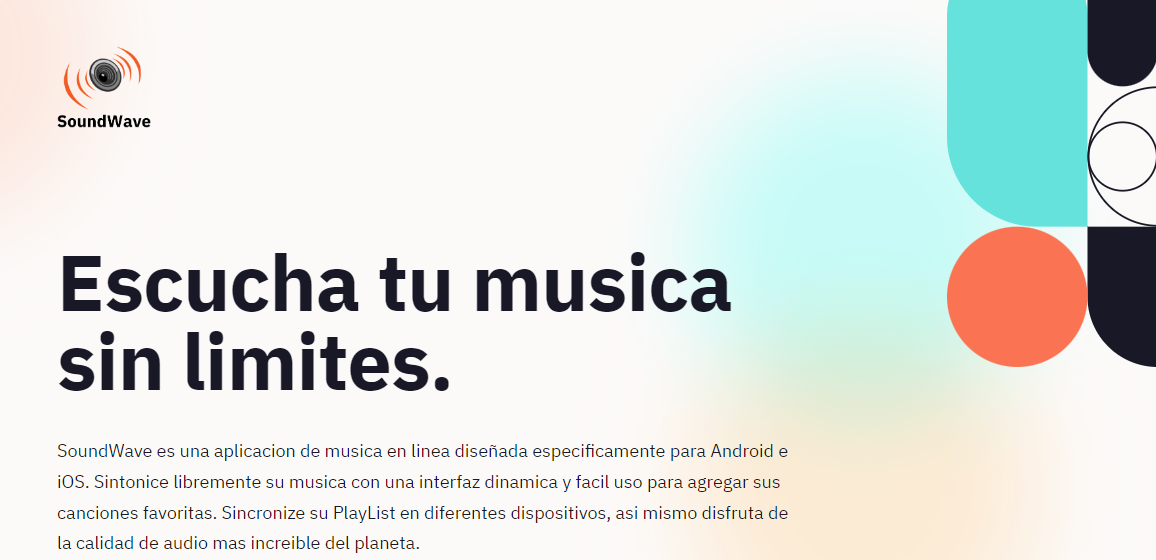 SoundWave
Escucha tu musica
sin limites.
SoundWave es una aplicacion de musica en linea diseñada especificamente para Android e
iOS. Sintonice libremente su musica con una interfaz dinamica y facil uso para agregar sus
canciones favoritas. Sincronize su PlayList en diferentes dispositivos, asi mismo disfruta de
la calidad de audio mas increible del planeta.